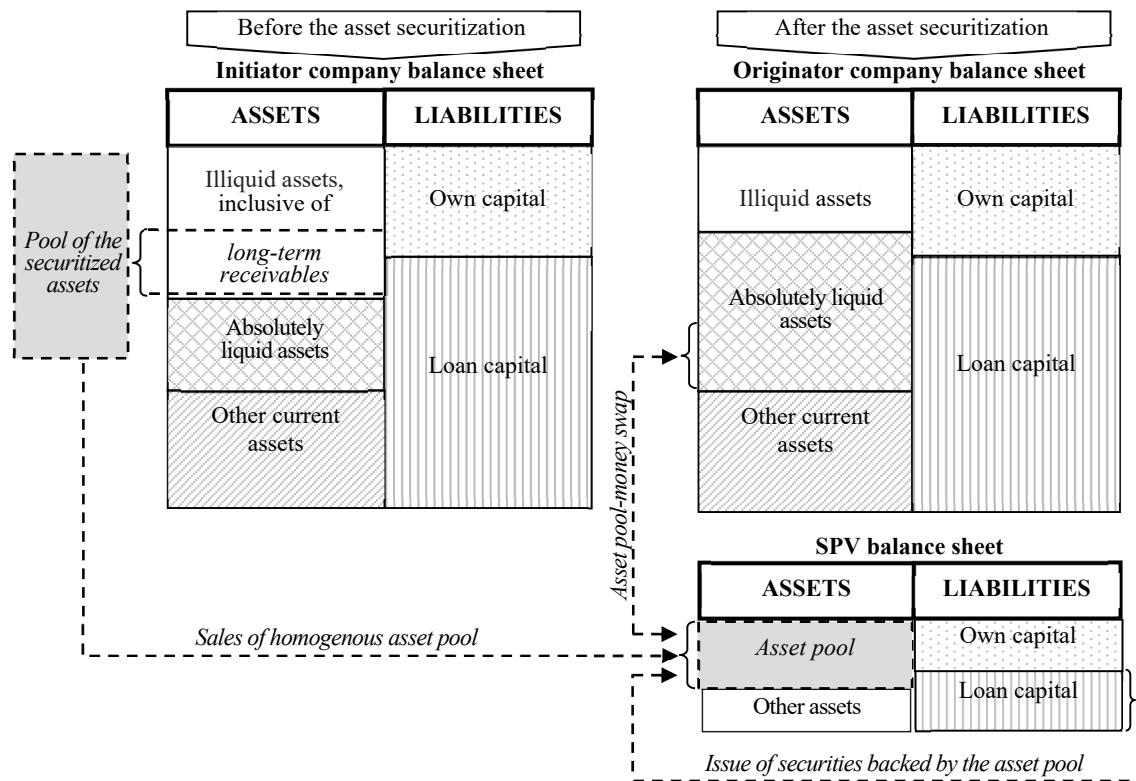 Before the asset securitization
After the asset securitization
Initiator company balance sheet
Originator company balance sheet
ASSETS
LIABILITIES
ASSETS
LIABILITIES
Illiquid assets,
inclusive of
Own capital
Illiquid assets
Own capital
Pool of the
securitized
assets
long-term
receivables
Absolutely
liquid assets
Loan capital
Absolutely liquid
assets
Loan capital
Other current
assets
Other current
assets
Asset pool-money swap
SPV balance sheet
ASSETS
LIABILITIES
Sales of homogenous asset pool
Asset pool
Own capital
Other assets
Loan capital
Issue of securities backed by the asset pool